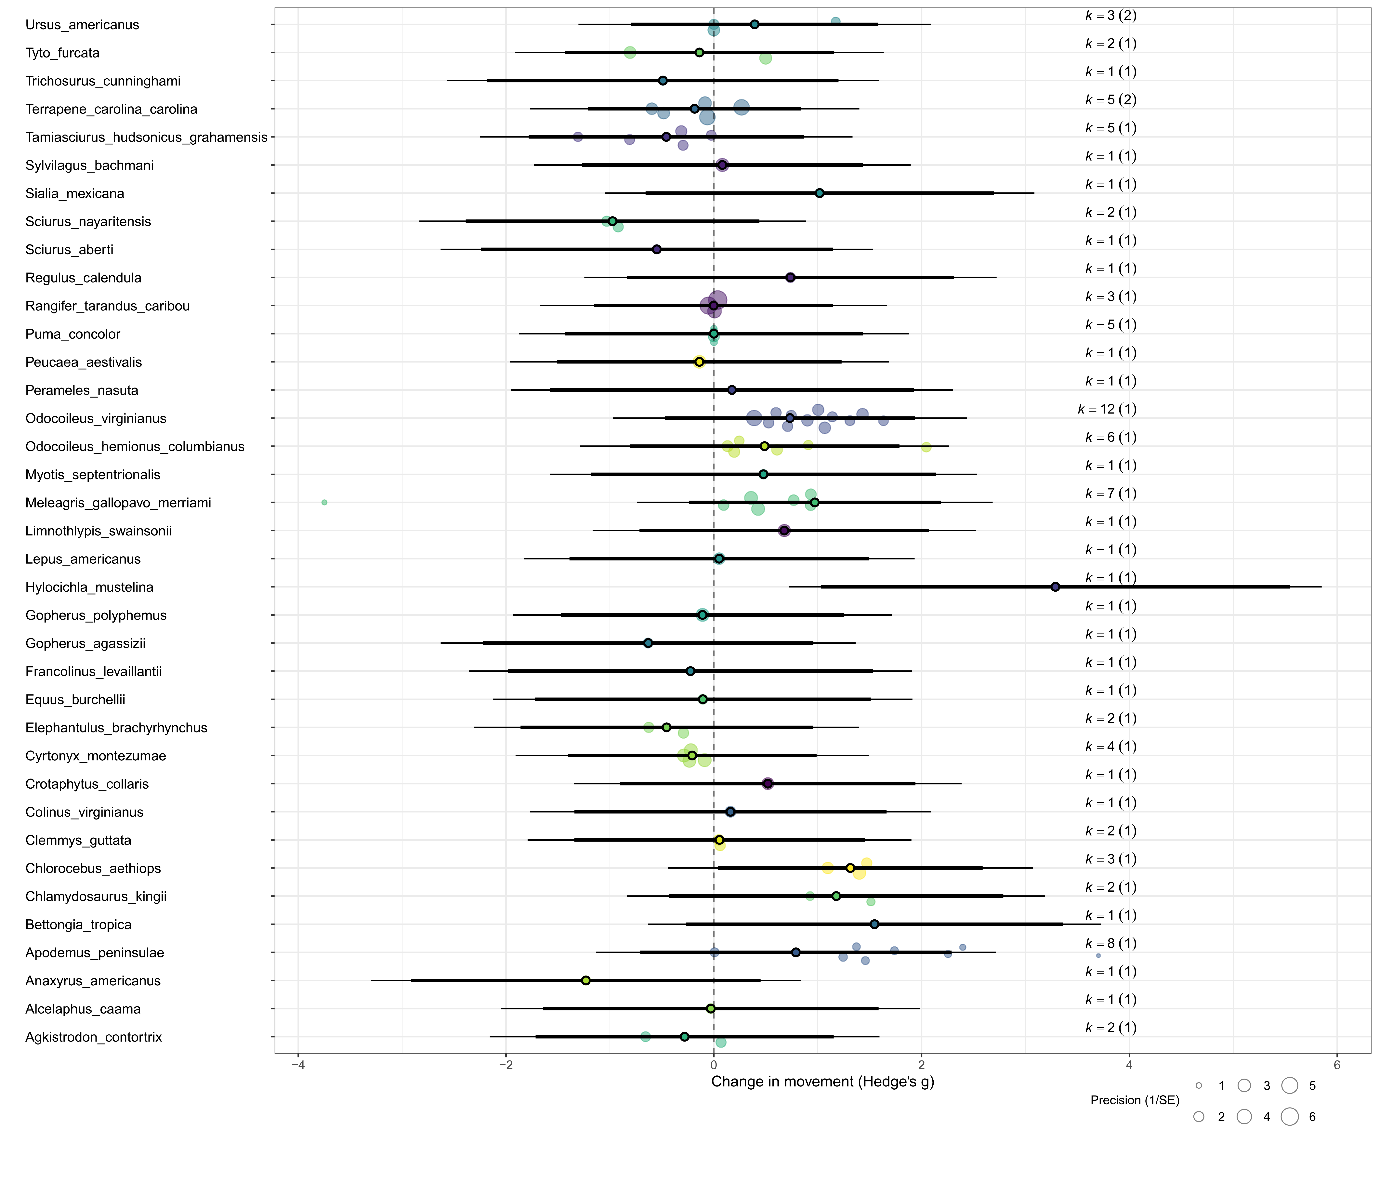 Ursus_americanus k = 3 (2)
Tyto_furcata k = 2 (1)
Trichosurus_cunninghami k = 1 (1)
Terrapene_carolina_carolina k = 5 (2)
Tamiasciurus_hudsonicus_grahamensis k = 5 (1)
Sylvilagus_bachmani k = 1 (1)
Sialia_mexicana k = 1 (1)
Sciurus_nayaritensis k = 2 (1)
Sciurus_aberti k = 1 (1)
Regulus_calendula k = 1 (1)
Rangifer_tarandus_caribou k = 3 (1)
Puma_concolor k = 5 (1)
Peucaea_aestivalis k = 1 (1)
Perameles_nasuta k = 1 (1)
Odocoileus_virginianus k = 12 (1)
Odocoileus_hemionus_columbianus k = 6 (1)
Myotis_septentrionalis k = 1 (1)
Meleagris_gallopavo_merriami k = 7 (1)
Limnothlypis_swainsonii k = 1 (1)
Lepus_americanus k = 1 (1)
Hylocichla_mustelina k = 1 (1)
Gopherus_polyphemus k = 1 (1)
Gopherus_agassizii k = 1 (1)
Francolinus_levaillantii k = 1 (1)
Equus_burchellii k = 1 (1)
Elephantulus_brachyrhynchus k = 2 (1)
Cyrtonyx_montezumae k = 4 (1)
Crotaphytus_collaris k = 1 (1)
Colinus_virginianus k = 1 (1)
Clemmys_guttata k = 2 (1)
Chlorocebus_aethiops k = 3 (1)
Chlamydosaurus_kingii k = 2 (1)
Bettongia_tropica k = 1 (1)
Apodemus_peninsulae k = 8 (1)
Anaxyrus_americanus k = 1 (1)
Alcelaphus_caama k = 1 (1)
Agkistrodon_contortrix k = 2 (1)
−4 −2 0 2 4 6
Change in movement (Hedge's g)
Precision (1/SE)
1 3 5
2 4 6